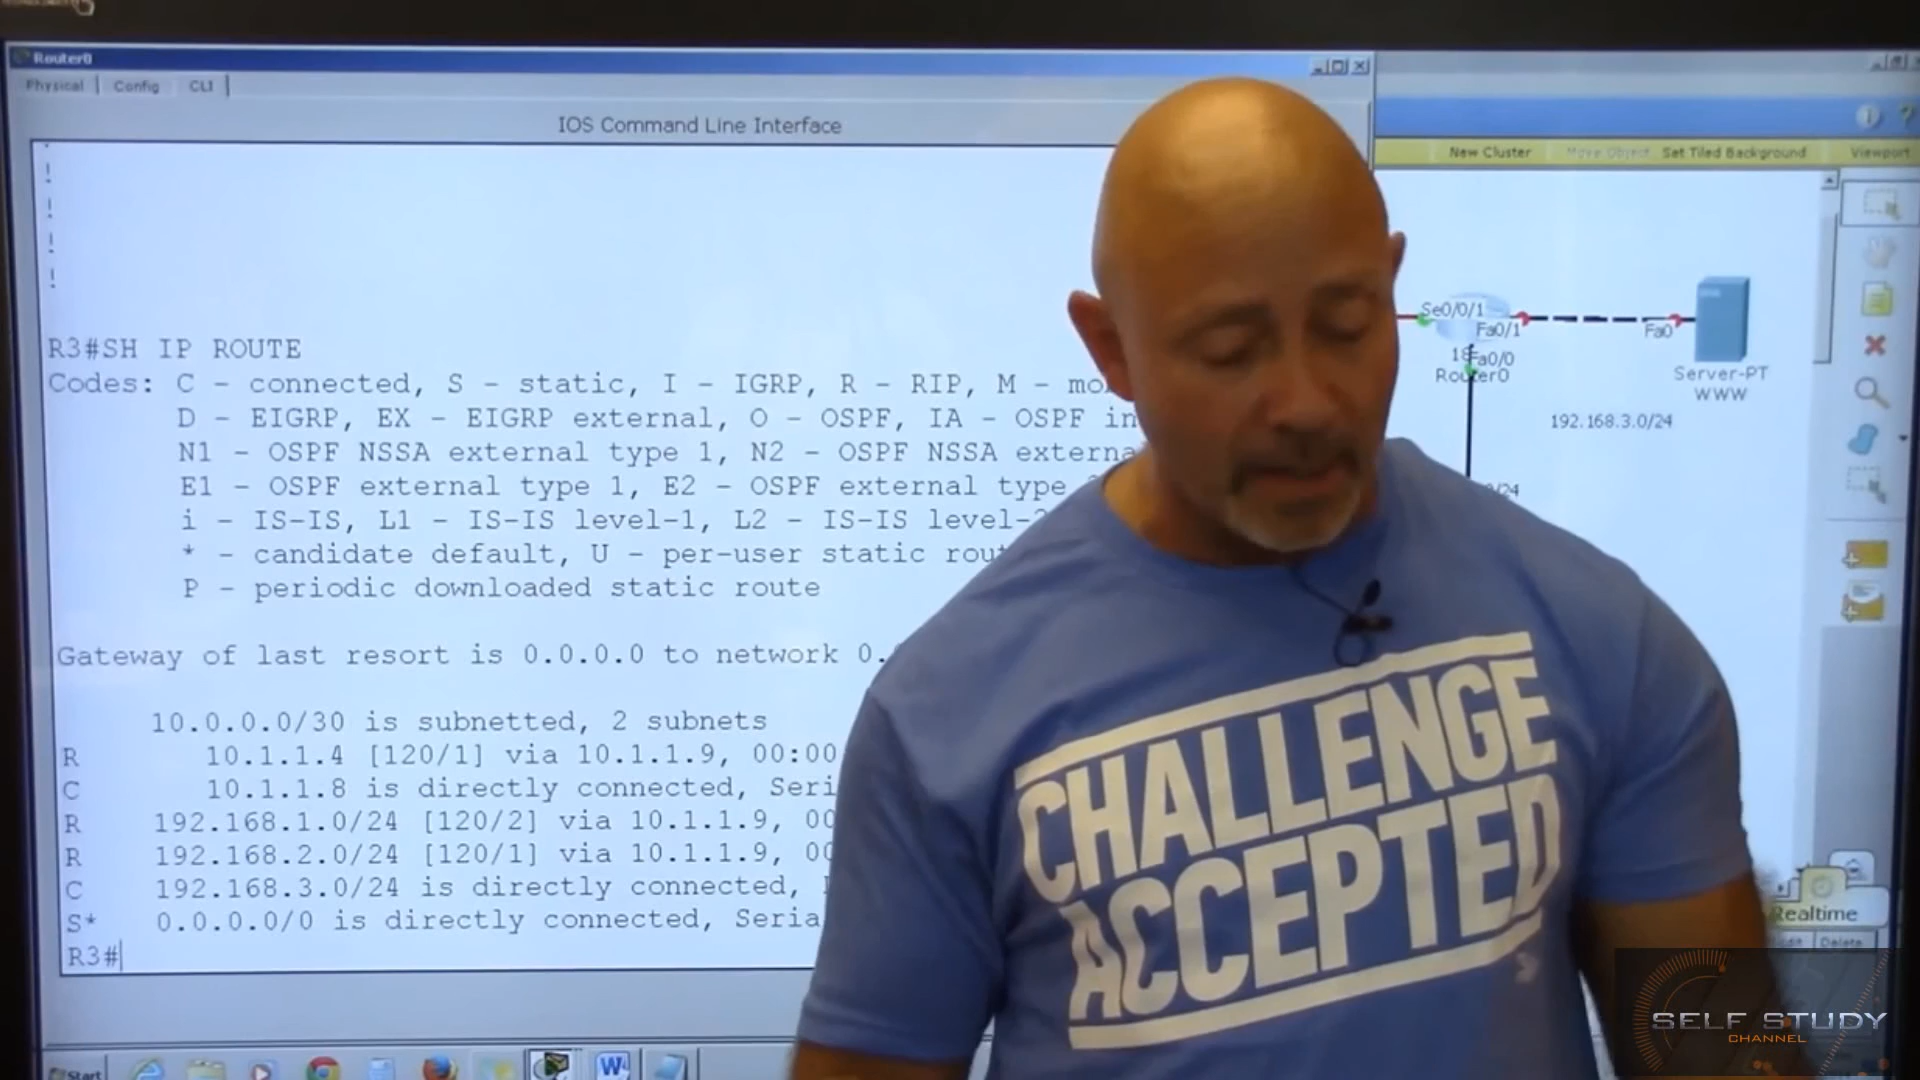 Router0
Physical Config CLI
IOS Command Line Interface
New Cluster Move Object Set Tiled Background Viewport
!
!
!
!
R3#SH IP ROUTE
Codes: C - connected, S - static, I - IGRP, R - RIP, M - mo
D - EIGRP, EX - EIGRP external, O - OSPF, IA - OSPF in
N1 - OSPF NSSA external type 1, N2 - OSPF NSSA externa
E1 - OSPF external type 1, E2 - OSPF external type
i - IS-IS, L1 - IS-IS level-1, L2 - IS-IS level-
* - candidate default, U - per-user static rout
P - periodic downloaded static route
Gateway of last resort is 0.0.0.0 to network 0.
10.0.0.0/30 is subnetted, 2 subnets
R 10.1.1.4 [120/1] via 10.1.1.9, 00:00
C 10.1.1.8 is directly connected, Seri
R 192.168.1.0/24 [120/2] via 10.1.1.9, 00
R 192.168.2.0/24 [120/1] via 10.1.1.9, 00
C 192.168.3.0/24 is directly connected,
S* 0.0.0.0/0 is directly connected, Seria
R3#
Se0/0/1
Fa0/1
Fa0
Fa0/0
Router0
Server-PT
WWW
192.168.3.0/24
/24
CHALLENGE
ACCEPTED
Realtime
Edit Delete
Start
SELF STUDY
CHANNEL